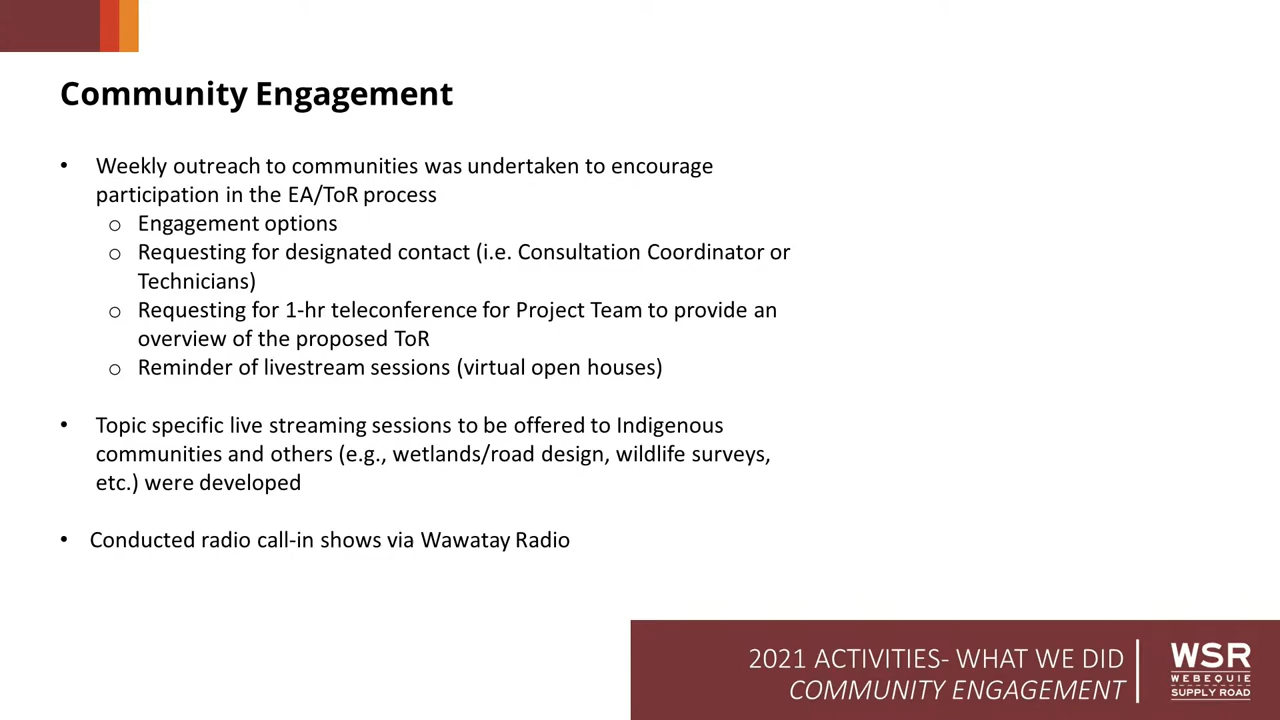 Community Engagement
• Weekly outreach to communities was undertaken to encourage
participation in the EA/ToR process
o Engagement options
o Requesting for designated contact (i.e. Consultation Coordinator or
Technicians)
o Requesting for 1-hr teleconference for Project Team to provide an
overview of the proposed ToR
o Reminder of livestream sessions (virtual open houses)
• Topic specific live streaming sessions to be offered to Indigenous
communities and others (e.g., wetlands/road design, wildlife surveys,
etc.) were developed
• Conducted radio call-in shows via Wawatay Radio
2021 ACTIVITIES- WHAT WE DID
COMMUNITY ENGAGEMENT
WSR
WEBEQUIE
SUPPLY ROAD